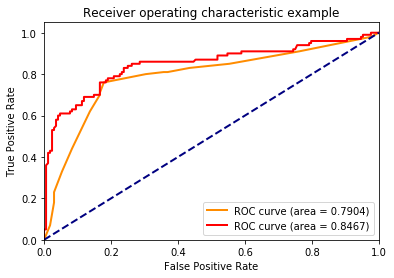 Receiver operating characteristic example
True Positive Rate
1.0
0.8
0.6
0.4
0.2
0.0
ROC curve (area = 0.7904)
ROC curve (area = 0.8467)
0.0 0.2 0.4 0.6 0.8 1.0
False Positive Rate